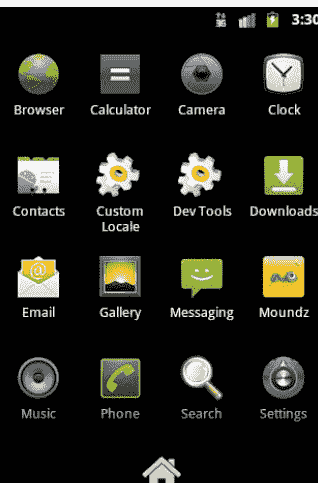 3:30
Browser Calculator Camera Clock
Contacts Custom Locale Dev Tools Downloads
Email Gallery Messaging Moundz
Music Phone Search Settings